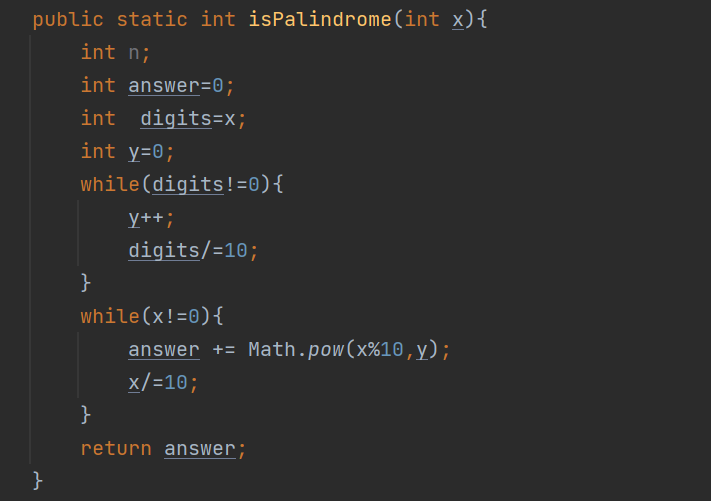 public static int isPalindrome(int x){
int n;
int answer=0;
int  digits=x;
int y=0;
while(digits!=0){
y++;
digits/=10;
}
while(x!=0){
answer += Math.pow(x%10,y);
x/=10;
}
return answer;
}